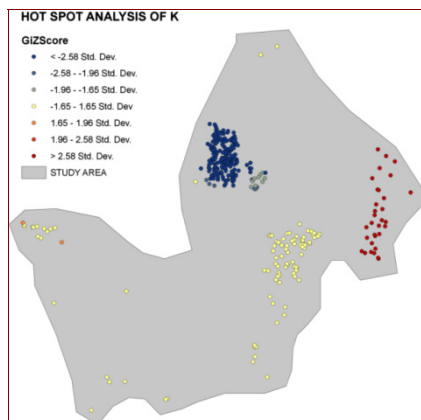 HOT SPOT ANALYSIS OF K
GiZScore
< -2.58 Std. Dev.
-2.58 - -1.96 Std. Dev.
-1.96 - -1.65 Std. Dev.
-1.65 - 1.65 Std. Dev
1.65 - 1.96 Std. Dev.
1.96 - 2.58 Std. Dev.
> 2.58 Std. Dev.
STUDY AREA